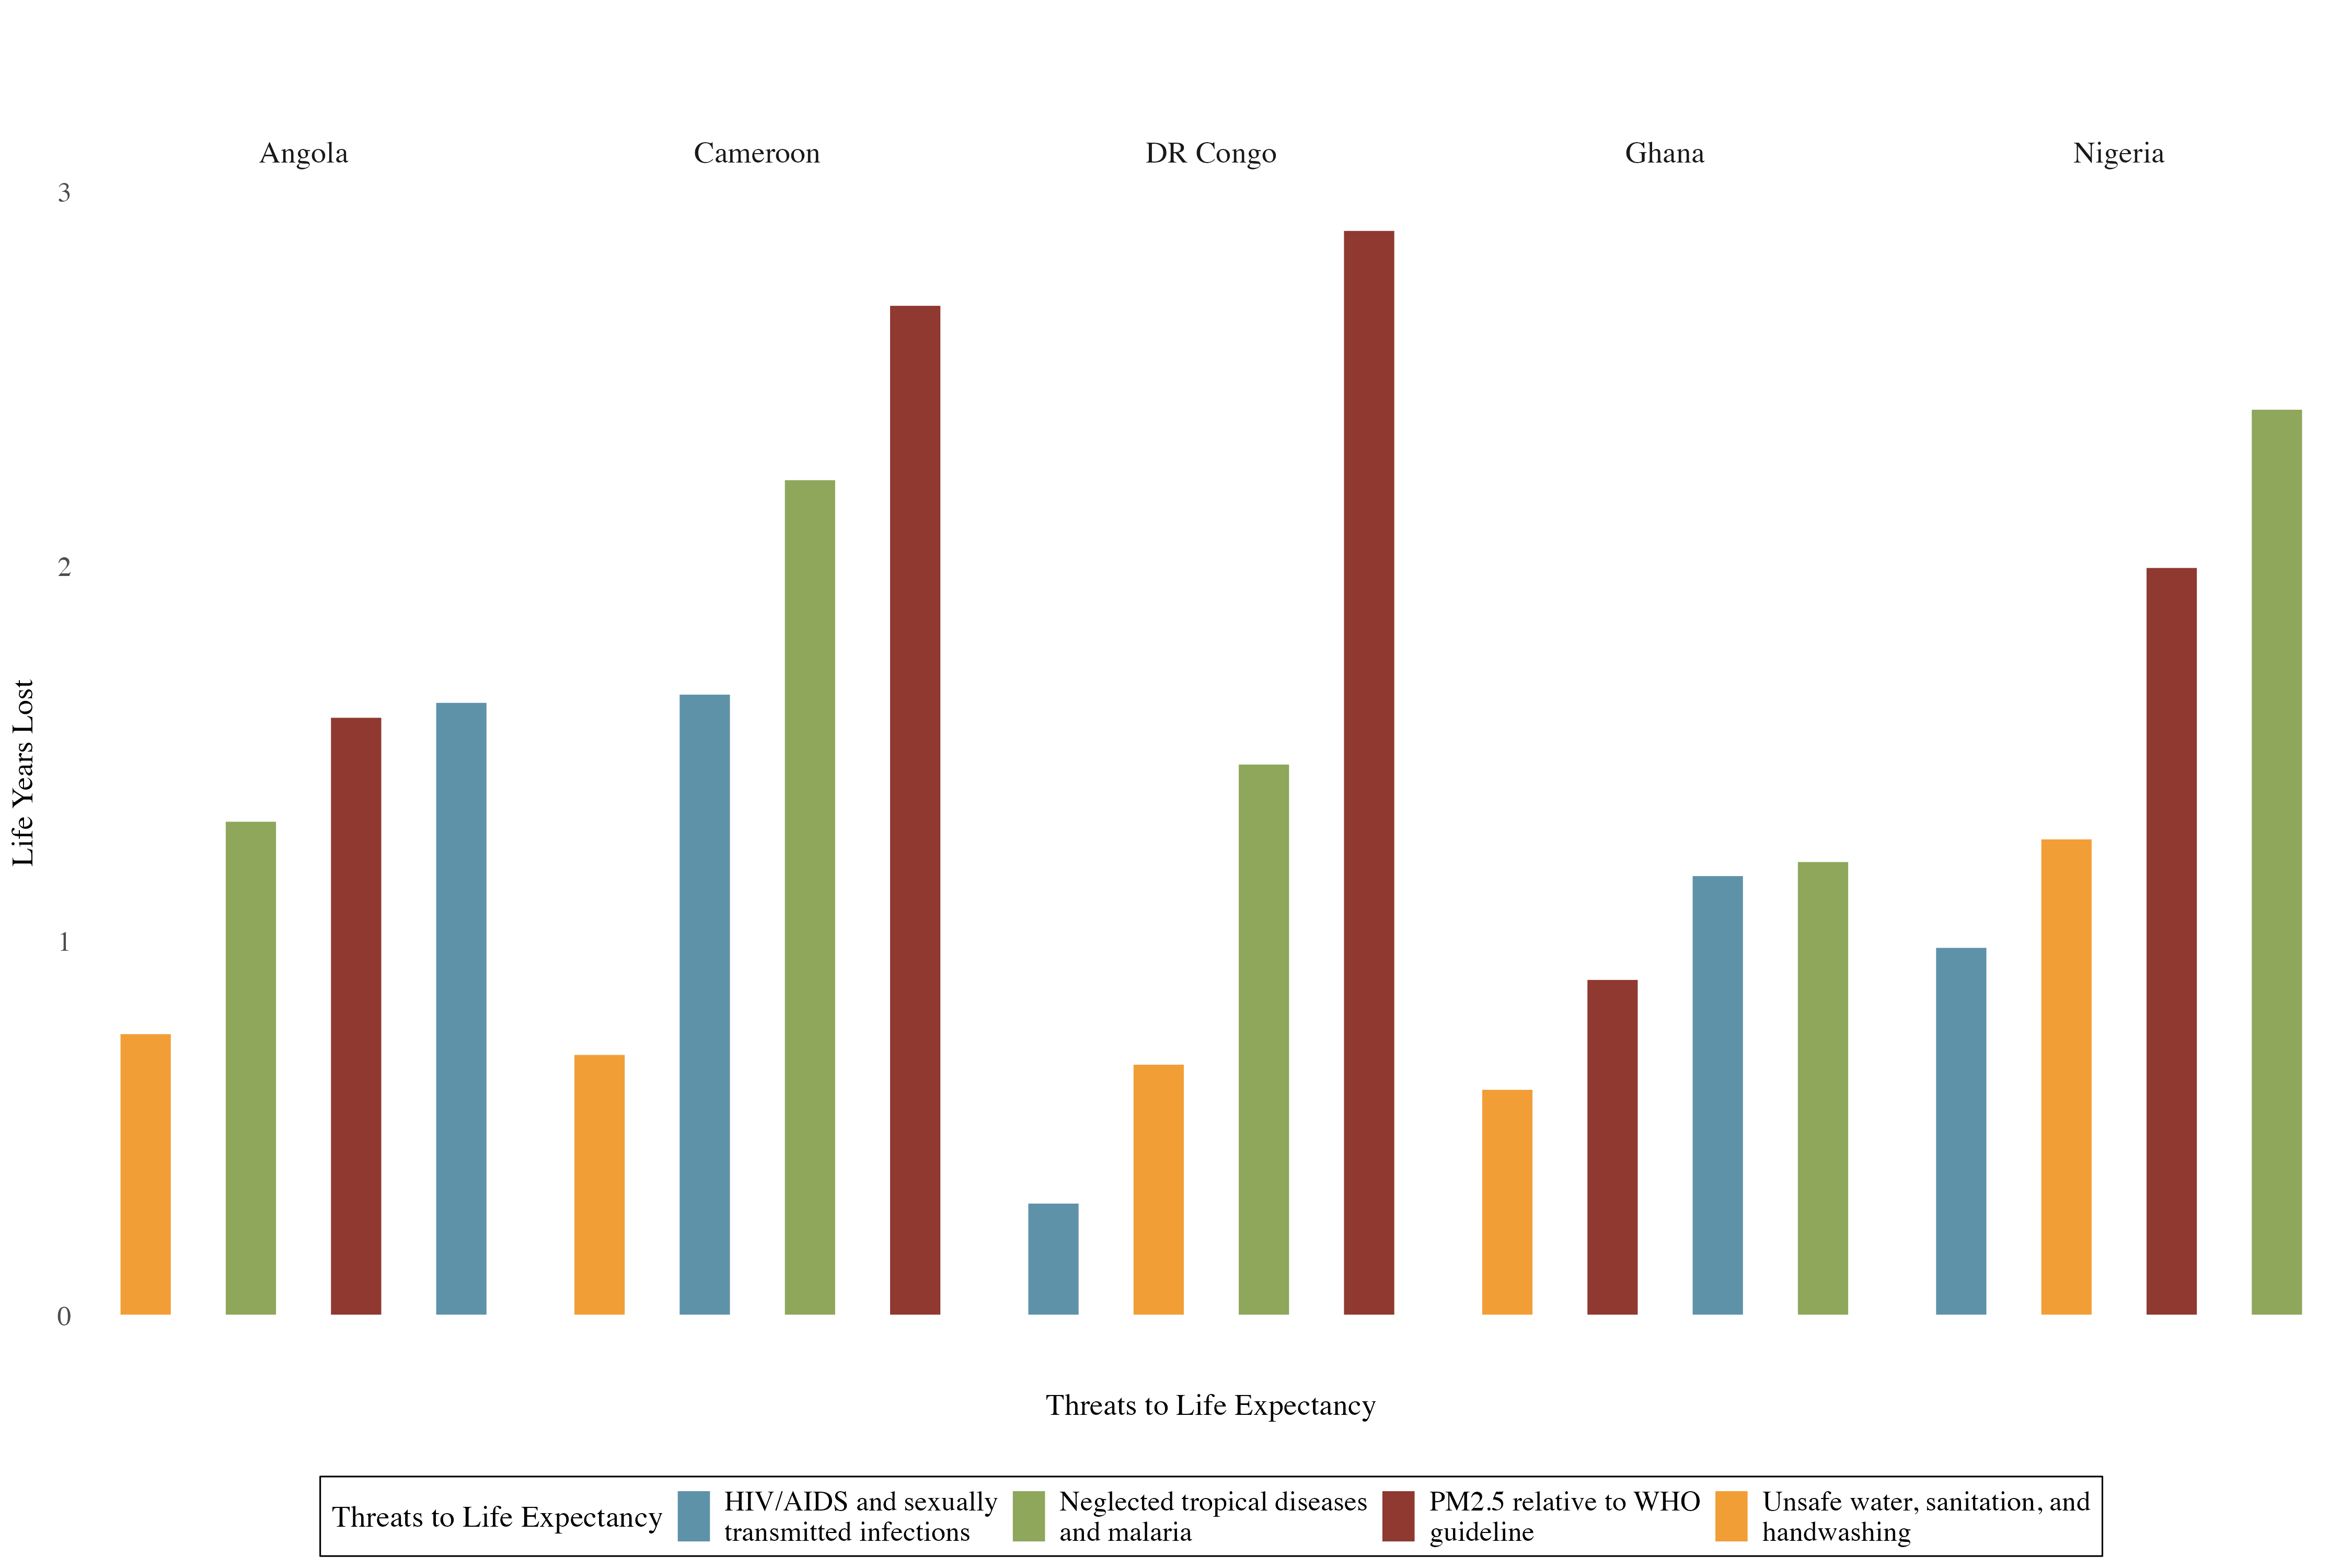 Angola
Cameroon
DR Congo
Ghana
Nigeria
3
2
1
0
Life Years Lost
Threats to Life Expectancy
Threats to Life Expectancy
HIV/AIDS and sexually
transmitted infections
Neglected tropical diseases
and malaria
PM2.5 relative to WHO
guideline
Unsafe water, sanitation, and
handwashing